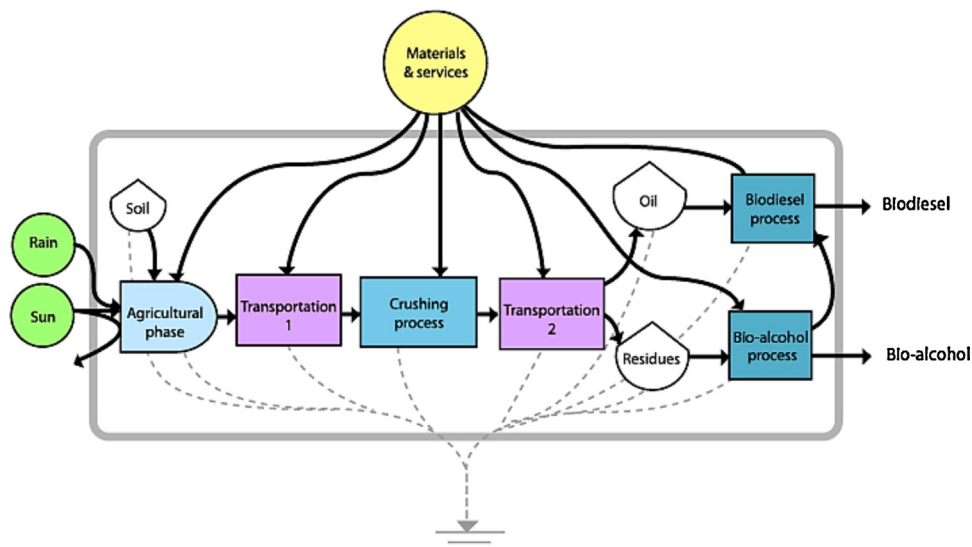 Materials
& services
Soil
Rain
Sun
Agricultural
phase
Transportation
1
Crushing
process
Transportation
2
Oil
Residues
Biodiesel
process
Biodiesel
Bio-alcohol
process
Bio-alcohol